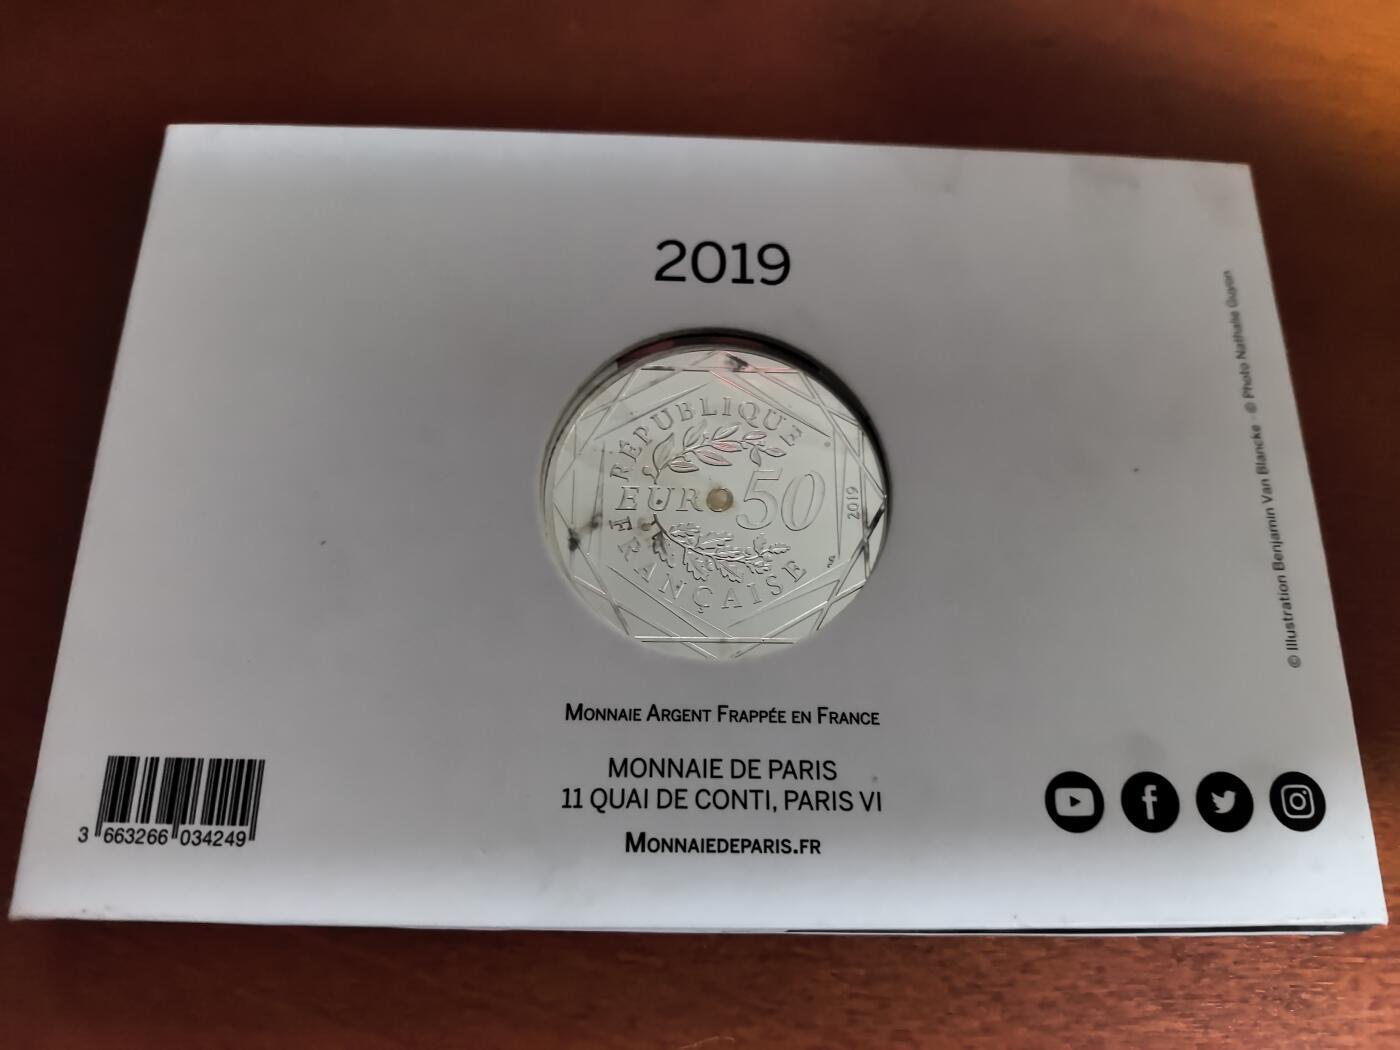 2019
RÉPUBLIQUE
EURO 50
2019
FRANÇAISE
MONNAIE ARGENT FRAPPÉE EN FRANCE
MONNAIE DE PARIS
11 QUAI DE CONTI, PARIS VI
MONNAIEDEPARIS.FR
3 663266 034249
© Illustration Benjamin Van Blancke - © Photo Nathalie Guyon